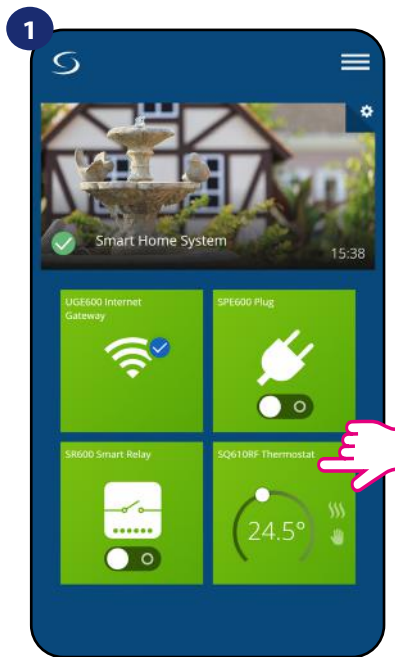 1
Smart Home System
15:38
UGE600 Internet
Gateway
SPE600 Plug
SR600 Smart Relay
SQ610RF Thermostat
24.5°